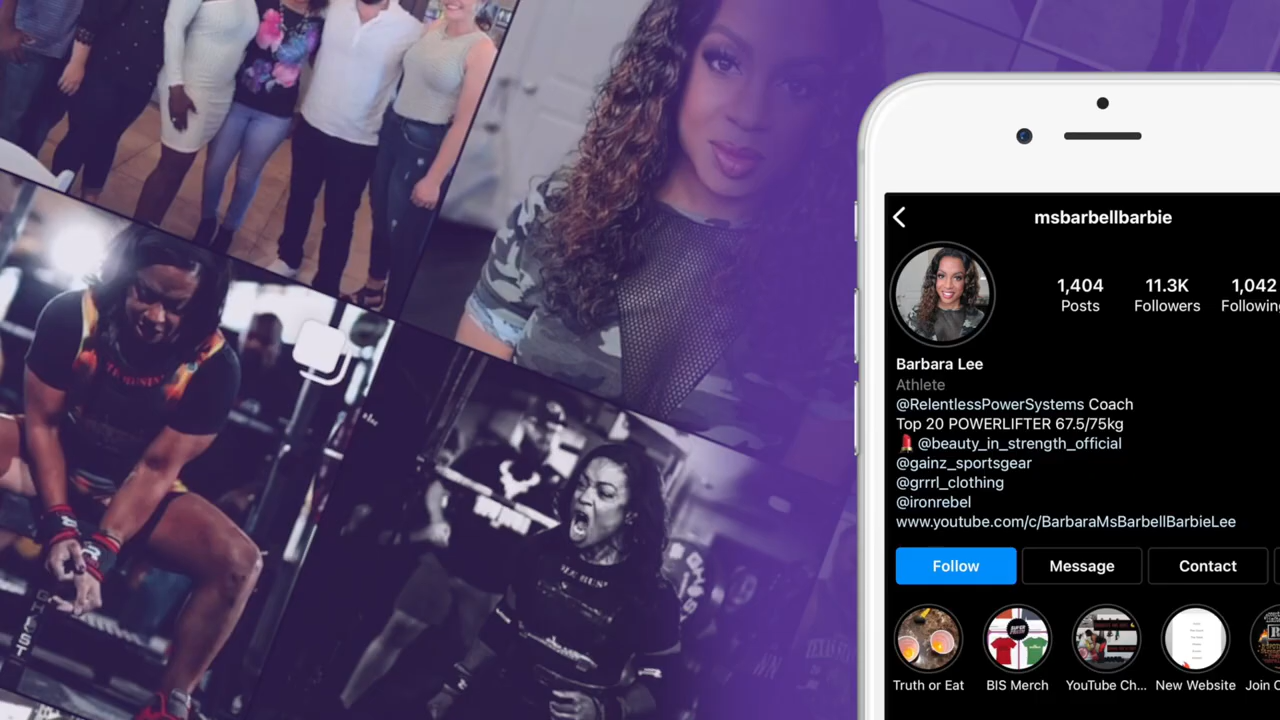 msbarbellbarbie
1,404 11.3K 1,042
Posts Followers Following
Barbara Lee
Athlete
@RelentlessPowerSystems Coach
Top 20 POWERLIFTER 67.5/75kg
💄 @beauty_in_strength_official
@gainz_sportsgear
@grrrl_clothing
@ironrebel
www.youtube.com/c/BarbaraMsBarbellBarbieLee
Follow Message Contact
Truth or Eat BIS Merch YouTube Ch... New Website Join